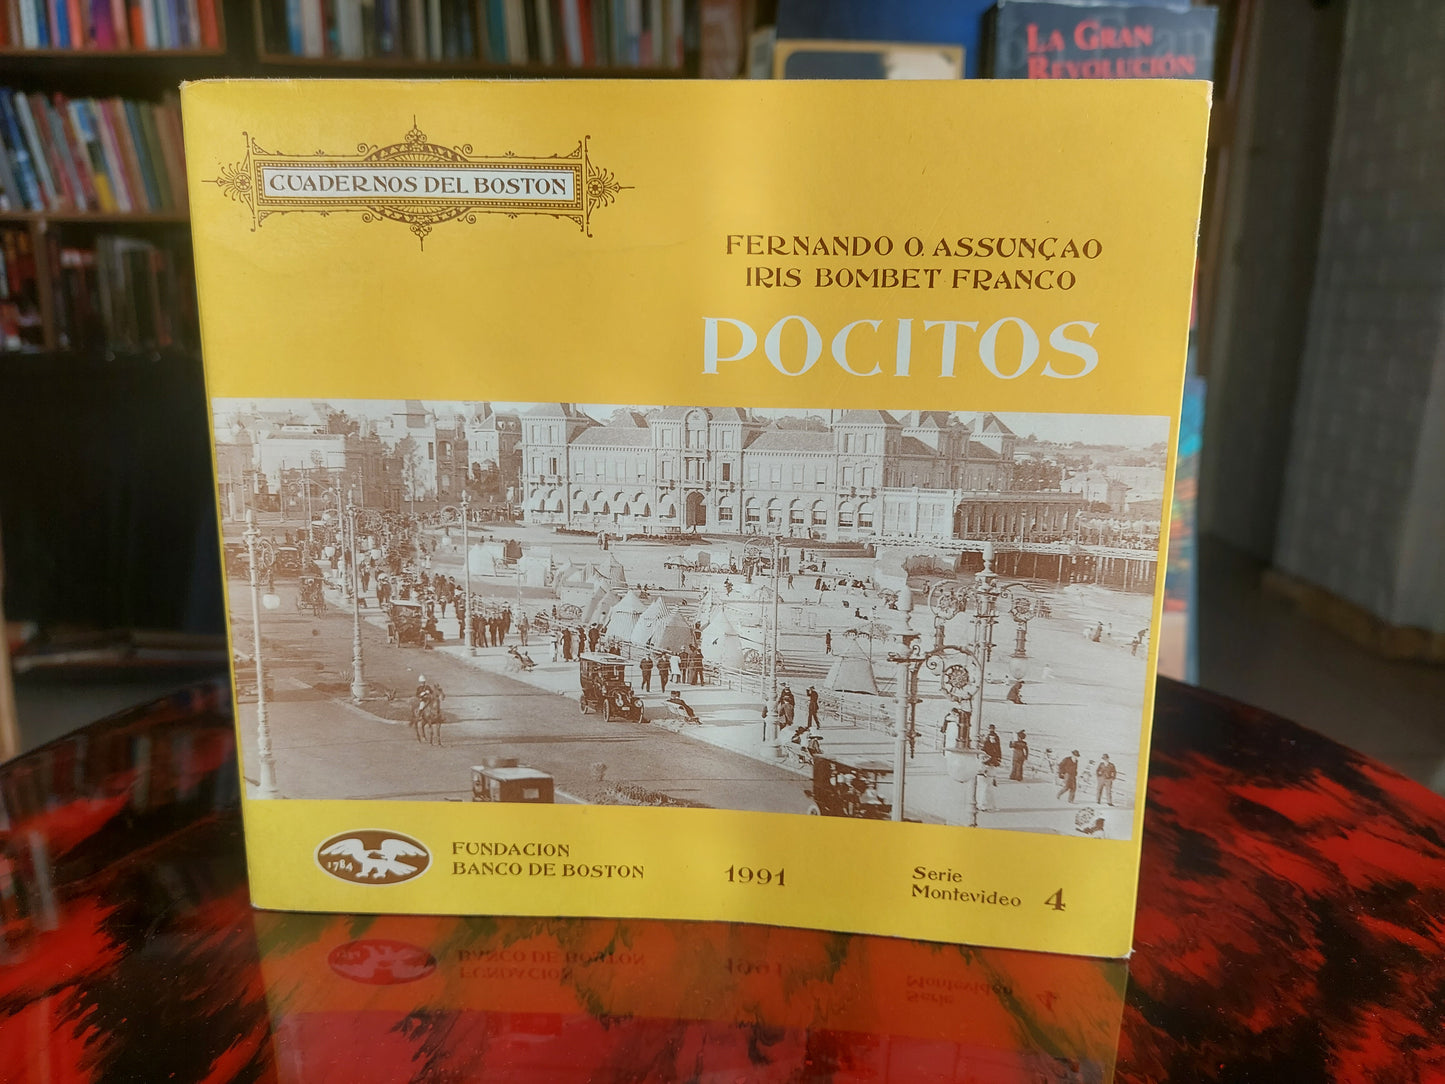 LA GRAN
REVOLUCIÓN
CUADERNOS DEL BOSTON
FERNANDO O. ASSUNÇAO
IRIS BOMBET FRANCO
POCITOS
1784
FUNDACION
BANCO DE BOSTON
1991
Serie
Montevideo 4